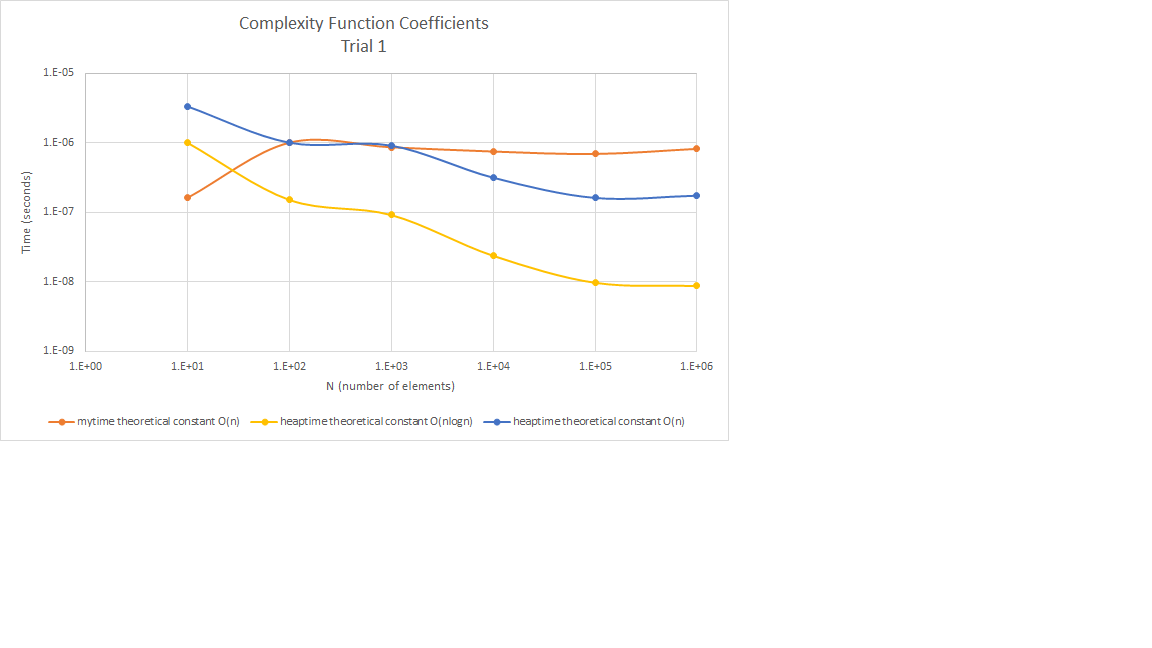 Complexity Function Coefficients
Trial 1
1.E-05
1.E-06
1.E-07
1.E-08
1.E-09
Time (seconds)
1.E+00 1.E+01 1.E+02 1.E+03 1.E+04 1.E+05 1.E+06
N (number of elements)
mytime theoretical constant O(n) heaptime theoretical constant O(nlogn) heaptime theoretical constant O(n)